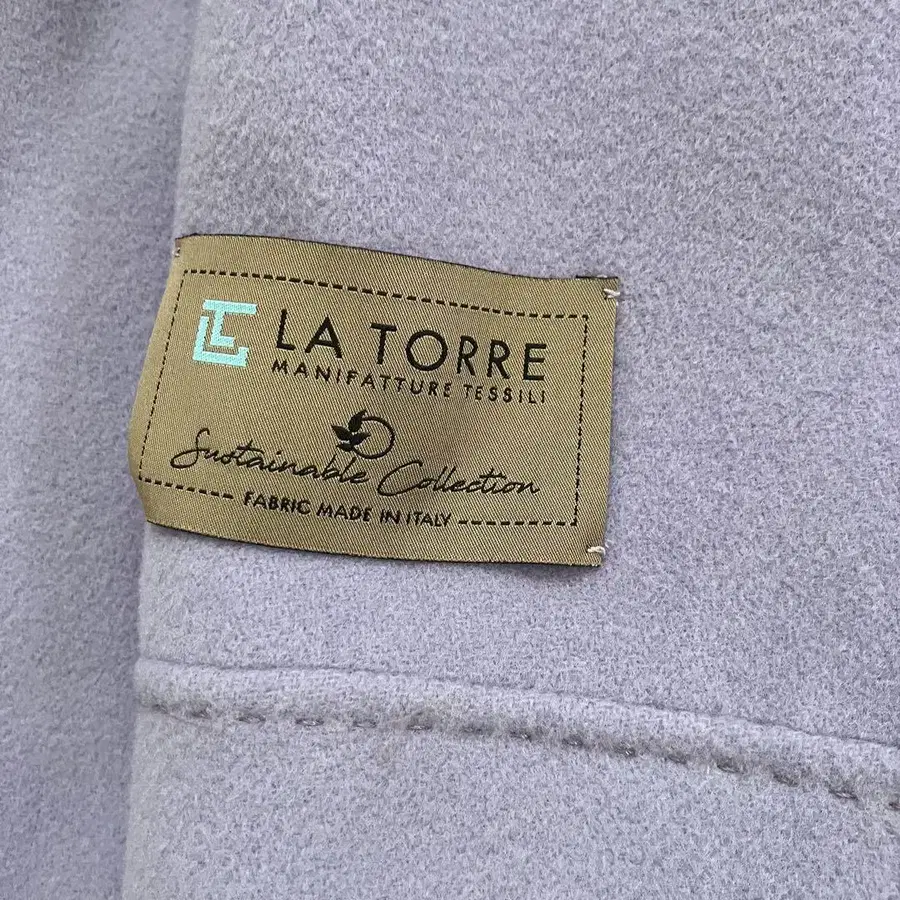 LA TORRE
MANIFATTURE TESSILI
Sustainable Collection
FABRIC MADE IN ITALY